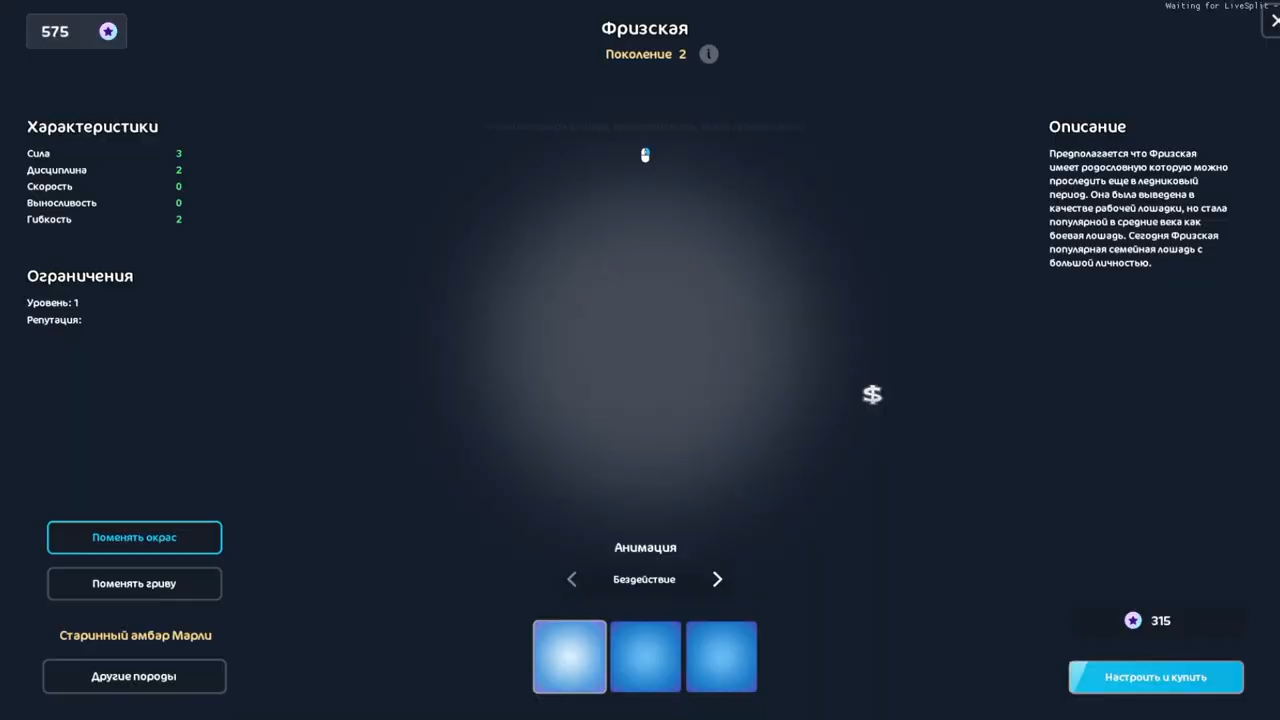 Waiting for LiveSplit
575
Фризская
Поколение 2
Характеристики
Сила 3
Дисциплина 2
Скорость 0
Выносливость 0
Гибкость 2
Ограничения
Уровень: 1
Репутация:
Описание
Предполагается что Фризская
имеет родословную которую можно
проследить еще в ледниковый
период. Она была выведена в
качестве рабочей лошадки, но стала
популярной в средние века как
боевая лошадь. Сегодня Фризская
популярная семейная лошадь с
большой личностью.
$
Поменять окрас
Поменять гриву
Старинный амбар Марли
Другие породы
Анимация
Бездействие
315
Настроить и купить